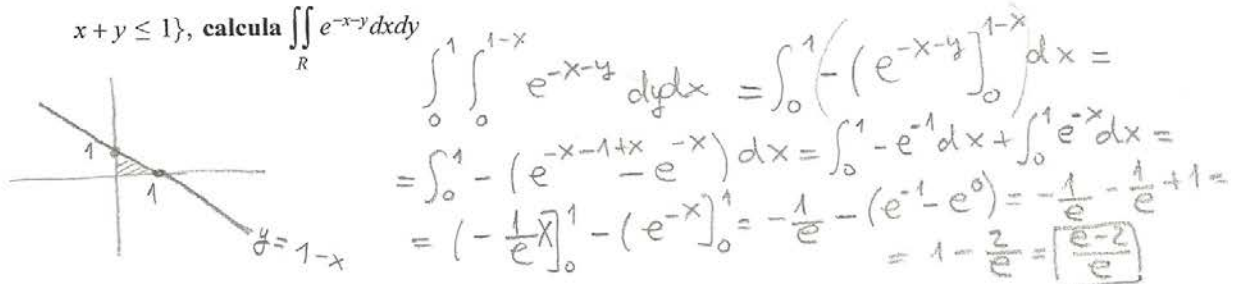 x + y ≤ 1}, calcula ∬_R e^{-x-y} dxdy
∫_0^1 ∫_0^{1-x} e^{-x-y} dydx = ∫_0^1 (-(e^{-x-y}]_0^{1-x}) dx =
= ∫_0^1 -(e^{-x-1+x} - e^{-x}) dx = ∫_0^1 -e^{-1} dx + ∫_0^1 e^{-x} dx =
= (-1/e x]_0^1 - (e^{-x}]_0^1 = -1/e - (e^{-1} - e^0) = -1/e - 1/e + 1 =
= 1 - 2/e = e-2/e
1
1
y = 1-x